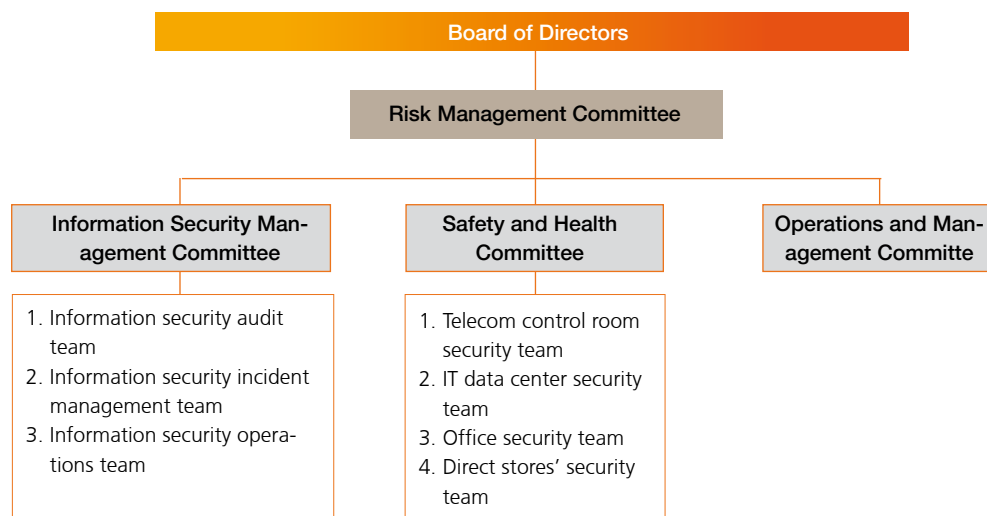 Board of Directors
Risk Management Committee
Information Security Man-
agement Committee
Safety and Health
Committee
Operations and Man-
agement Committe
1. Information security audit
team
2. Information security incident
management team
3. Information security opera-
tions team
1. Telecom control room
security team
2. IT data center security
team
3. Office security team
4. Direct stores’ security
team